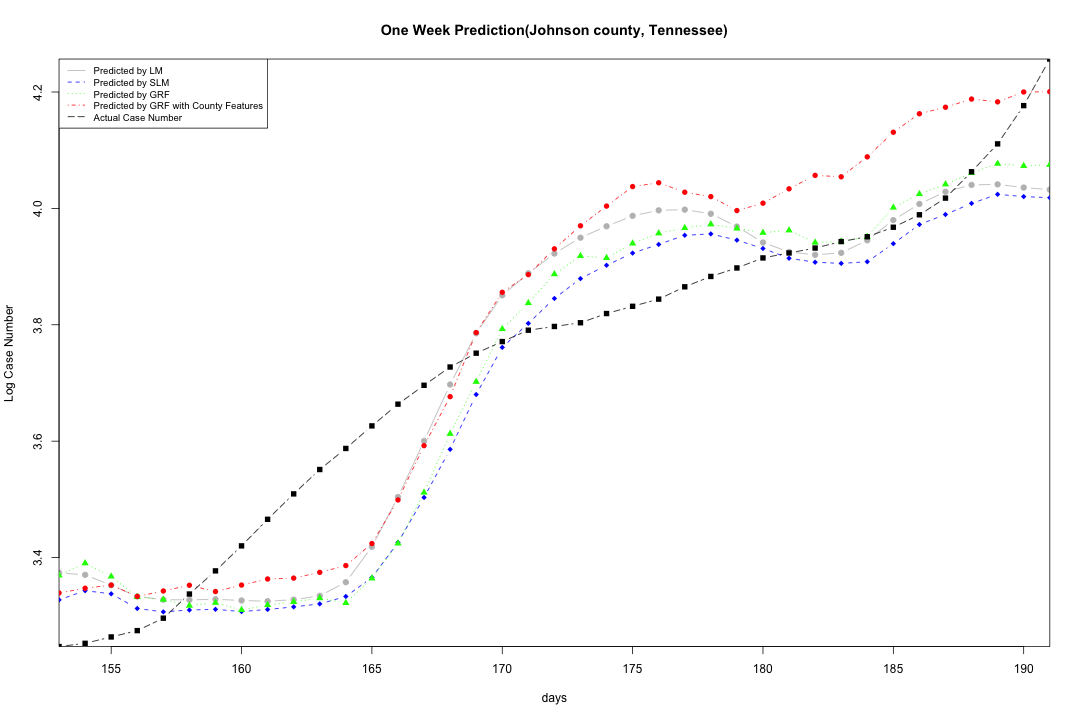 One Week Prediction(Johnson county, Tennessee)
Predicted by LM
Predicted by SLM
Predicted by GRF
Predicted by GRF with County Features
Actual Case Number
4.2
4.0
3.8
3.6
3.4
Log Case Number
155 160 165 170 175 180 185 190
days